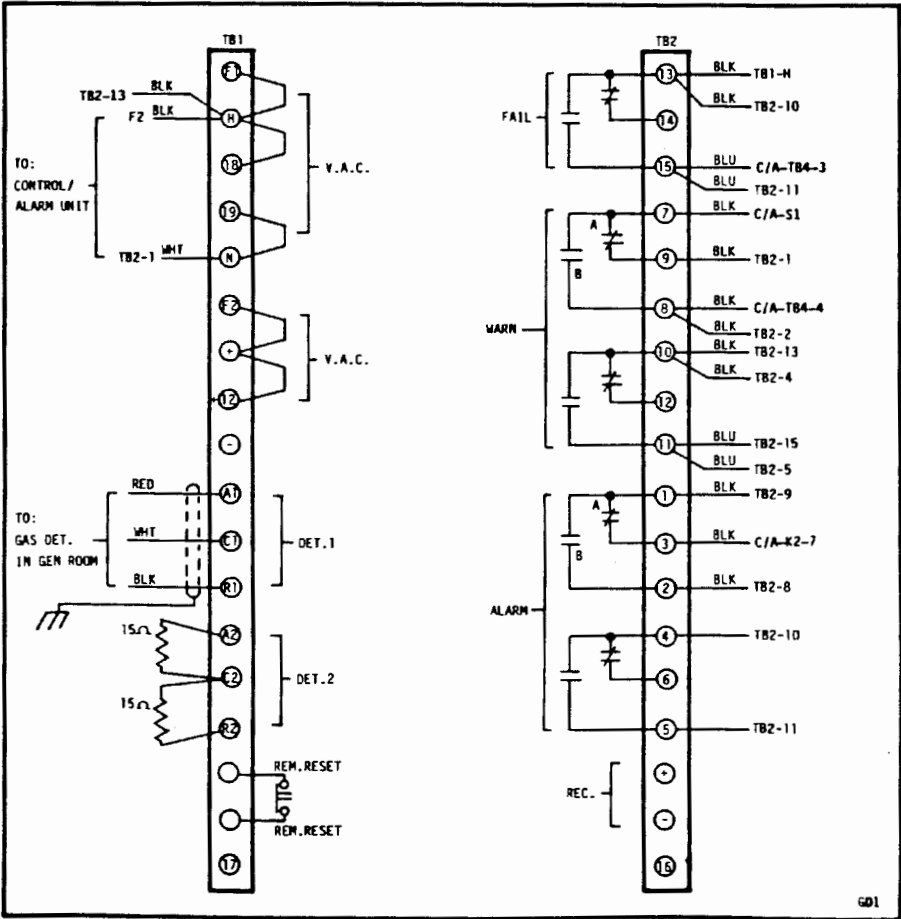 TB1
F1
TB2-13 BLK
F2 BLK H
18
V.A.C.
TO:
CONTROL/
ALARM UNIT
19
TB2-1 WHT N
F2
+
V.A.C.
12
-
RED A1
TO:
GAS DET.
IN GEN ROOM
WHT C1
DET.1
BLK R1
15Ω A2
C2
DET.2
15Ω
R2
REM.RESET
REM.RESET
17
TB2
13 BLK TB1-H
BLK TB2-10
FAIL
14
15 BLU C/A-TB4-3
BLU TB2-11
7 BLK C/A-S1
A
9 BLK TB2-1
B
8 BLK C/A-TB4-4
BLK TB2-2
WARN
10 BLK TB2-13
BLK TB2-4
12
11 BLU TB2-15
BLU TB2-5
1 BLK TB2-9
A
3 C/A-K2-7
B
2 BLK TB2-8
ALARM
4 TB2-10
6
5 TB2-11
+
REC.
-
16
GD1